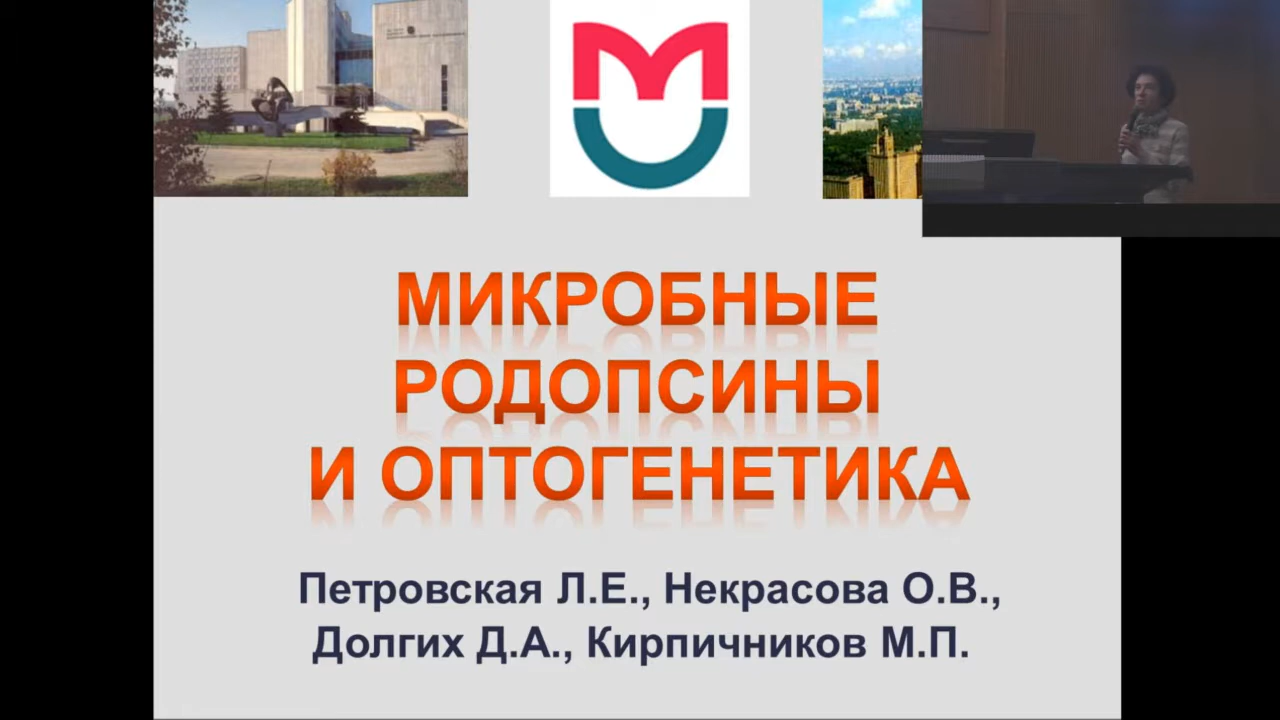 МИКРОБНЫЕ
РОДОПСИНЫ
И ОПТОГЕНЕТИКА
Петровская Л.Е., Некрасова О.В.,
Долгих Д.А., Кирпичников М.П.